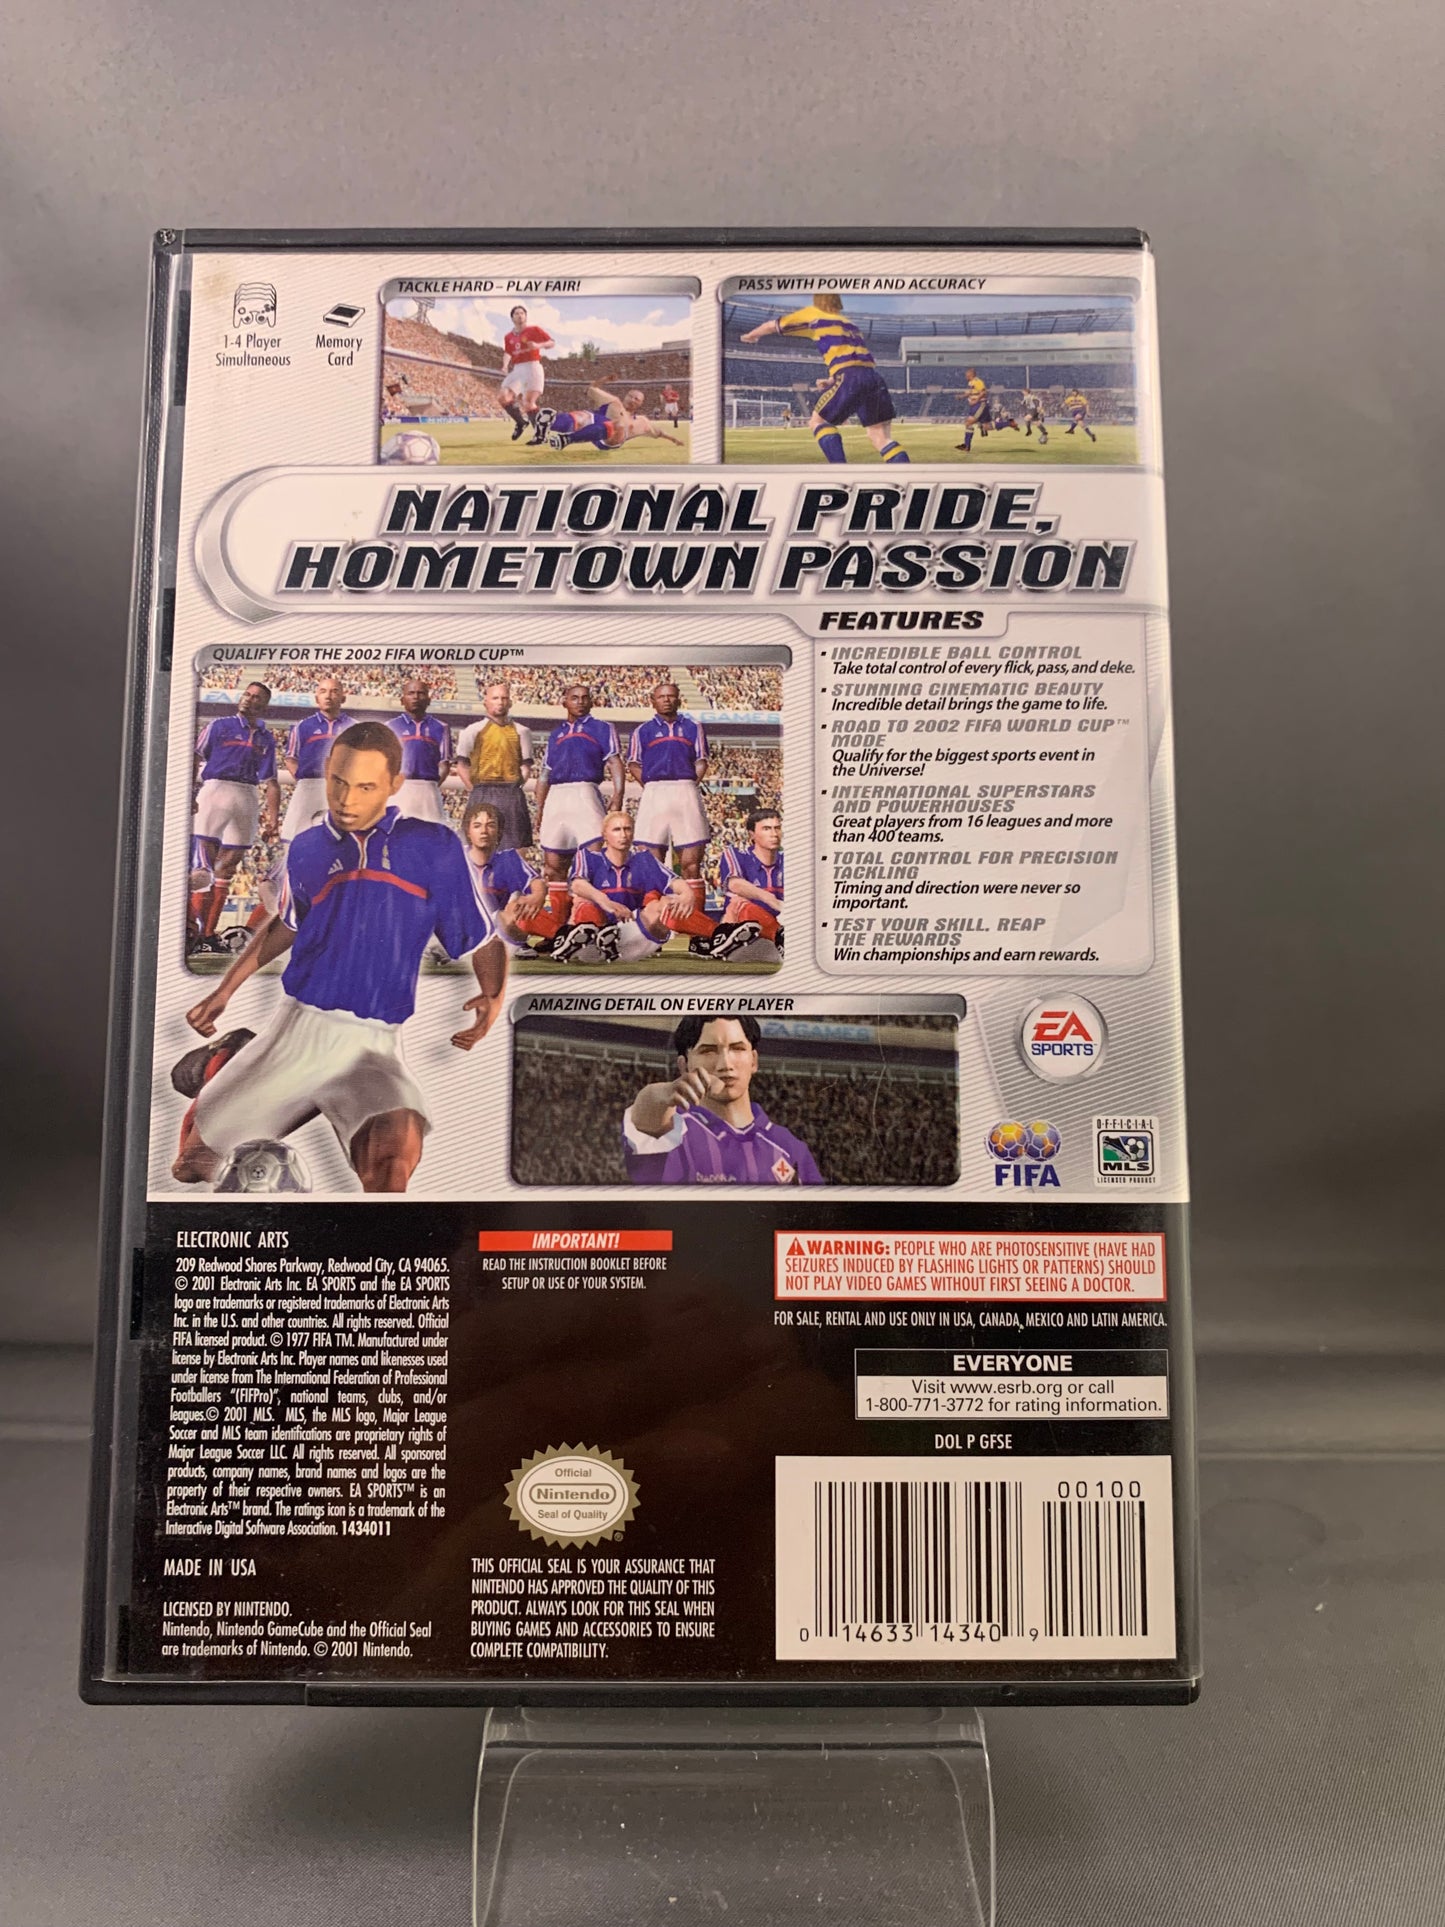 1-4 Player
Simultaneous
Memory
Card
TACKLE HARD – PLAY FAIR!
PASS WITH POWER AND ACCURACY
NATIONAL PRIDE,
HOMETOWN PASSION
QUALIFY FOR THE 2002 FIFA WORLD CUP™
EA GAMES
GAMES
FEATURES
▪ INCREDIBLE BALL CONTROL
Take total control of every flick, pass, and deke.
▪ STUNNING CINEMATIC BEAUTY
Incredible detail brings the game to life.
▪ ROAD TO 2002 FIFA WORLD CUP™
MODE
Qualify for the biggest sports event in
the Universe!
▪ INTERNATIONAL SUPERSTARS
AND POWERHOUSES
Great players from 16 leagues and more
than 400 teams.
▪ TOTAL CONTROL FOR PRECISION
TACKLING
Timing and direction were never so
important.
▪ TEST YOUR SKILL. REAP
THE REWARDS
Win championships and earn rewards.
AMAZING DETAIL ON EVERY PLAYER
EA GAMES
EA
SPORTS™
FIFA
O·F·F·I·C·I·A·L
MLS
LICENSED PRODUCT
ELECTRONIC ARTS
209 Redwood Shores Parkway, Redwood City, CA 94065.
© 2001 Electronic Arts Inc. EA SPORTS and the EA SPORTS
logo are trademarks or registered trademarks of Electronic Arts
Inc. in the U.S. and other countries. All rights reserved. Official
FIFA licensed product. © 1977 FIFA TM. Manufactured under
license by Electronic Arts Inc. Player names and likenesses used
under license from The International Federation of Professional
Footballers "(FIFPro)", national teams, clubs, and/or
leagues.© 2001 MLS. MLS, the MLS logo, Major League
Soccer and MLS team identifications are proprietary rights of
Major League Soccer LLC. All rights reserved. All sponsored
products, company names, brand names and logos are the
property of their respective owners. EA SPORTS™ is an
Electronic Arts™ brand. The ratings icon is a trademark of the
Interactive Digital Software Association. 1434011
MADE IN USA
LICENSED BY NINTENDO.
Nintendo, Nintendo GameCube and the Official Seal
are trademarks of Nintendo. © 2001 Nintendo.
IMPORTANT!
READ THE INSTRUCTION BOOKLET BEFORE
SETUP OR USE OF YOUR SYSTEM.
Official
Nintendo
Seal of Quality
®
THIS OFFICIAL SEAL IS YOUR ASSURANCE THAT
NINTENDO HAS APPROVED THE QUALITY OF THIS
PRODUCT. ALWAYS LOOK FOR THIS SEAL WHEN
BUYING GAMES AND ACCESSORIES TO ENSURE
COMPLETE COMPATIBILITY.
WARNING: PEOPLE WHO ARE PHOTOSENSITIVE (HAVE HAD
SEIZURES INDUCED BY FLASHING LIGHTS OR PATTERNS) SHOULD
NOT PLAY VIDEO GAMES WITHOUT FIRST SEEING A DOCTOR.
FOR SALE, RENTAL AND USE ONLY IN USA, CANADA, MEXICO AND LATIN AMERICA.
EVERYONE
Visit www.esrb.org or call
1-800-771-3772 for rating information.
DOL P GFSE
00100
0 14633 14340 9